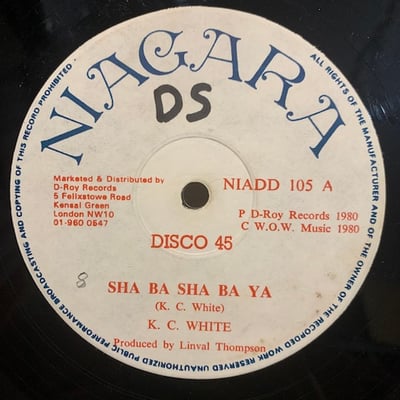 NIAGARA
DS
ALL RIGHTS OF THE MANUFACTURER AND OF THE OWNER OF THE RECORDED WORK RESERVED UNAUTHORIZED PUBLIC PERFORMANCE BROADCASTING AND COPYING OF THIS RECORD PROHIBITED
Marketed & Distributed by
D-Roy Records
5 Felixstowe Road
Kensal Green
London NW10
01-960 0547
NIADD 105 A
P D-Roy Records 1980
C W.O.W. Music 1980
DISCO 45
8
SHA BA SHA BA YA
(K. C. White)
K. C. WHITE
Produced by Linval Thompson